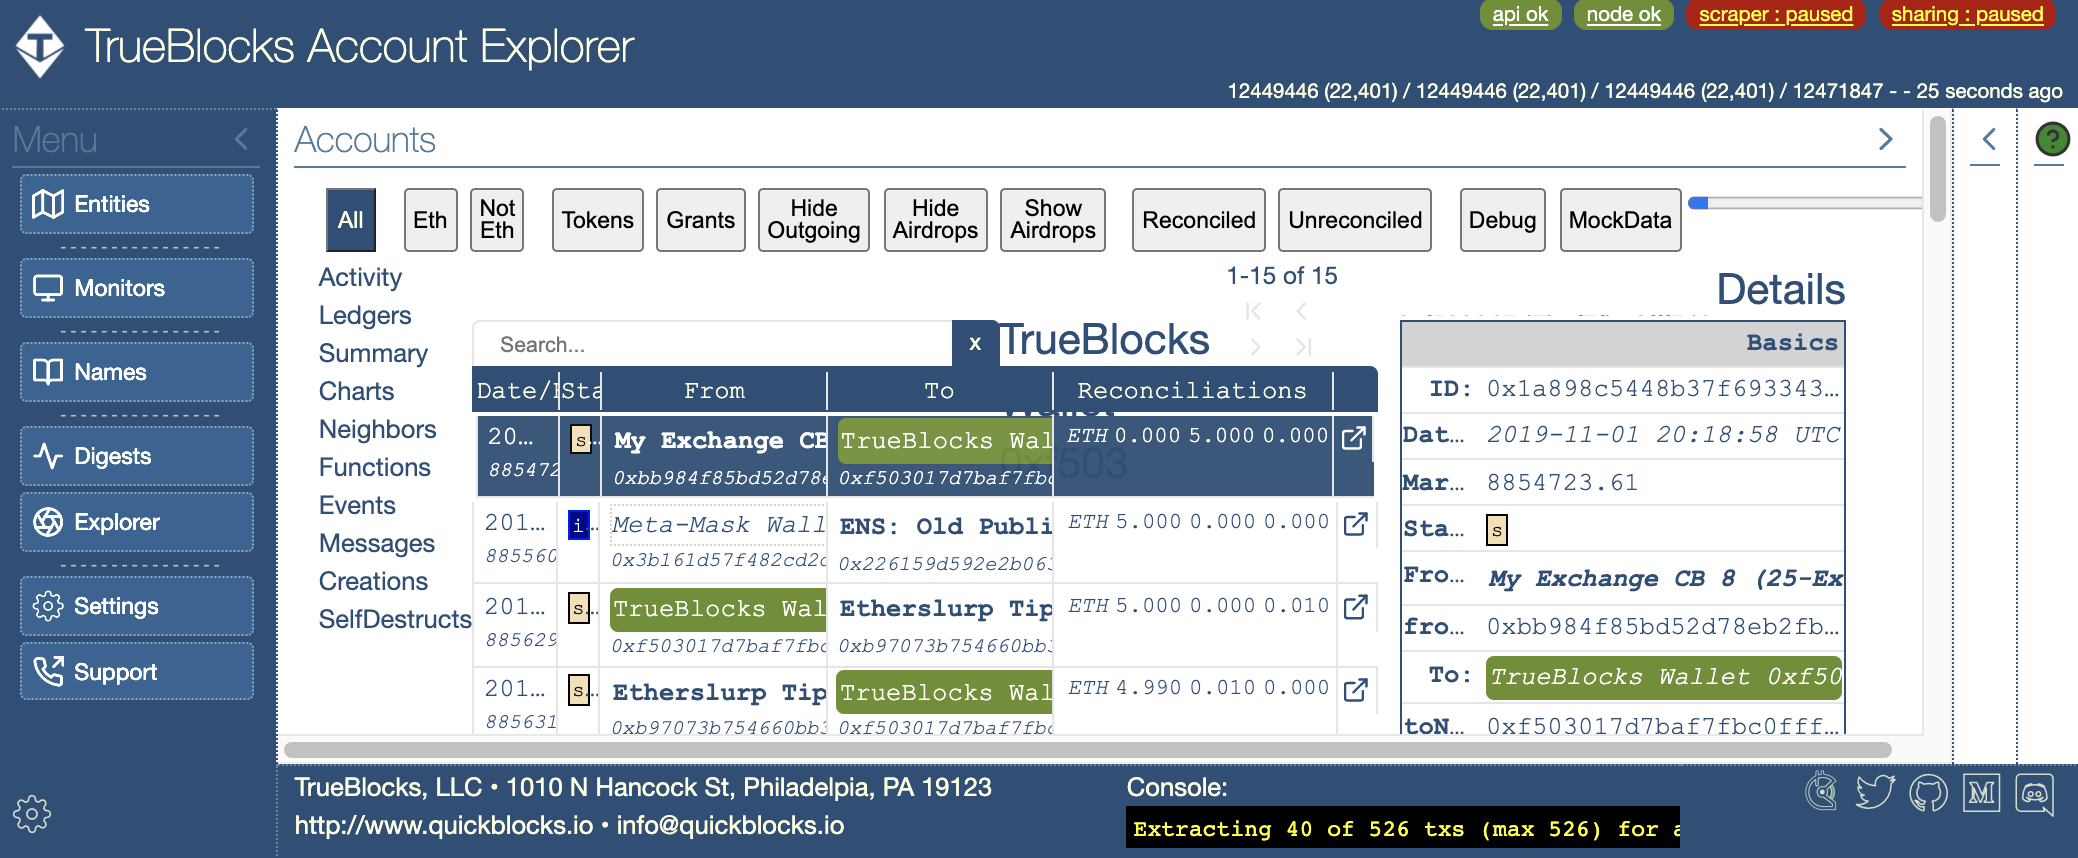 api ok node ok scraper : paused sharing : paused
TrueBlocks Account Explorer
12449446 (22,401) / 12449446 (22,401) / 12449446 (22,401) / 12471847 - - 25 seconds ago
Menu
Entities
Monitors
Names
Digests
Explorer
Settings
Support
Accounts
?
All Eth Not Eth Tokens Grants Hide Outgoing Hide Airdrops Show Airdrops Reconciled Unreconciled Debug MockData
Activity
Ledgers
Summary
Charts
Neighbors
Functions
Events
Messages
Creations
SelfDestructs
1-15 of 15
Search...
x
TrueBlocks
Wallet
0xf503
Date/ Sta From To Reconciliations
20... s... My Exchange CB TrueBlocks Wal ETH 0.000 5.000 0.000
885472 0xbb984f85bd52d78e 0xf503017d7baf7fbc
201... i... Meta-Mask Wall ENS: Old Publi ETH 5.000 0.000 0.000
885560 0x3b161d57f482cd2c 0x226159d592e2b063
201... s... TrueBlocks Wal Etherslurp Tip ETH 5.000 0.000 0.010
885629 0xf503017d7baf7fbc 0xb97073b754660bb3
201... s... Etherslurp Tip TrueBlocks Wal ETH 4.990 0.010 0.000
885631 0xb97073b754660bb3 0xf503017d7baf7fbc
Details
Basics
ID: 0x1a898c5448b37f693343...
Dat... 2019-11-01 20:18:58 UTC
Mar... 8854723.61
Sta... s
Fro... My Exchange CB 8 (25-Ex
fro... 0xbb984f85bd52d78eb2fb...
To: TrueBlocks Wallet 0xf50
toN... 0xf503017d7baf7fbc0fff...
TrueBlocks, LLC • 1010 N Hancock St, Philadelpia, PA 19123
http://www.quickblocks.io • info@quickblocks.io
Console:
Extracting 40 of 526 txs (max 526) for a